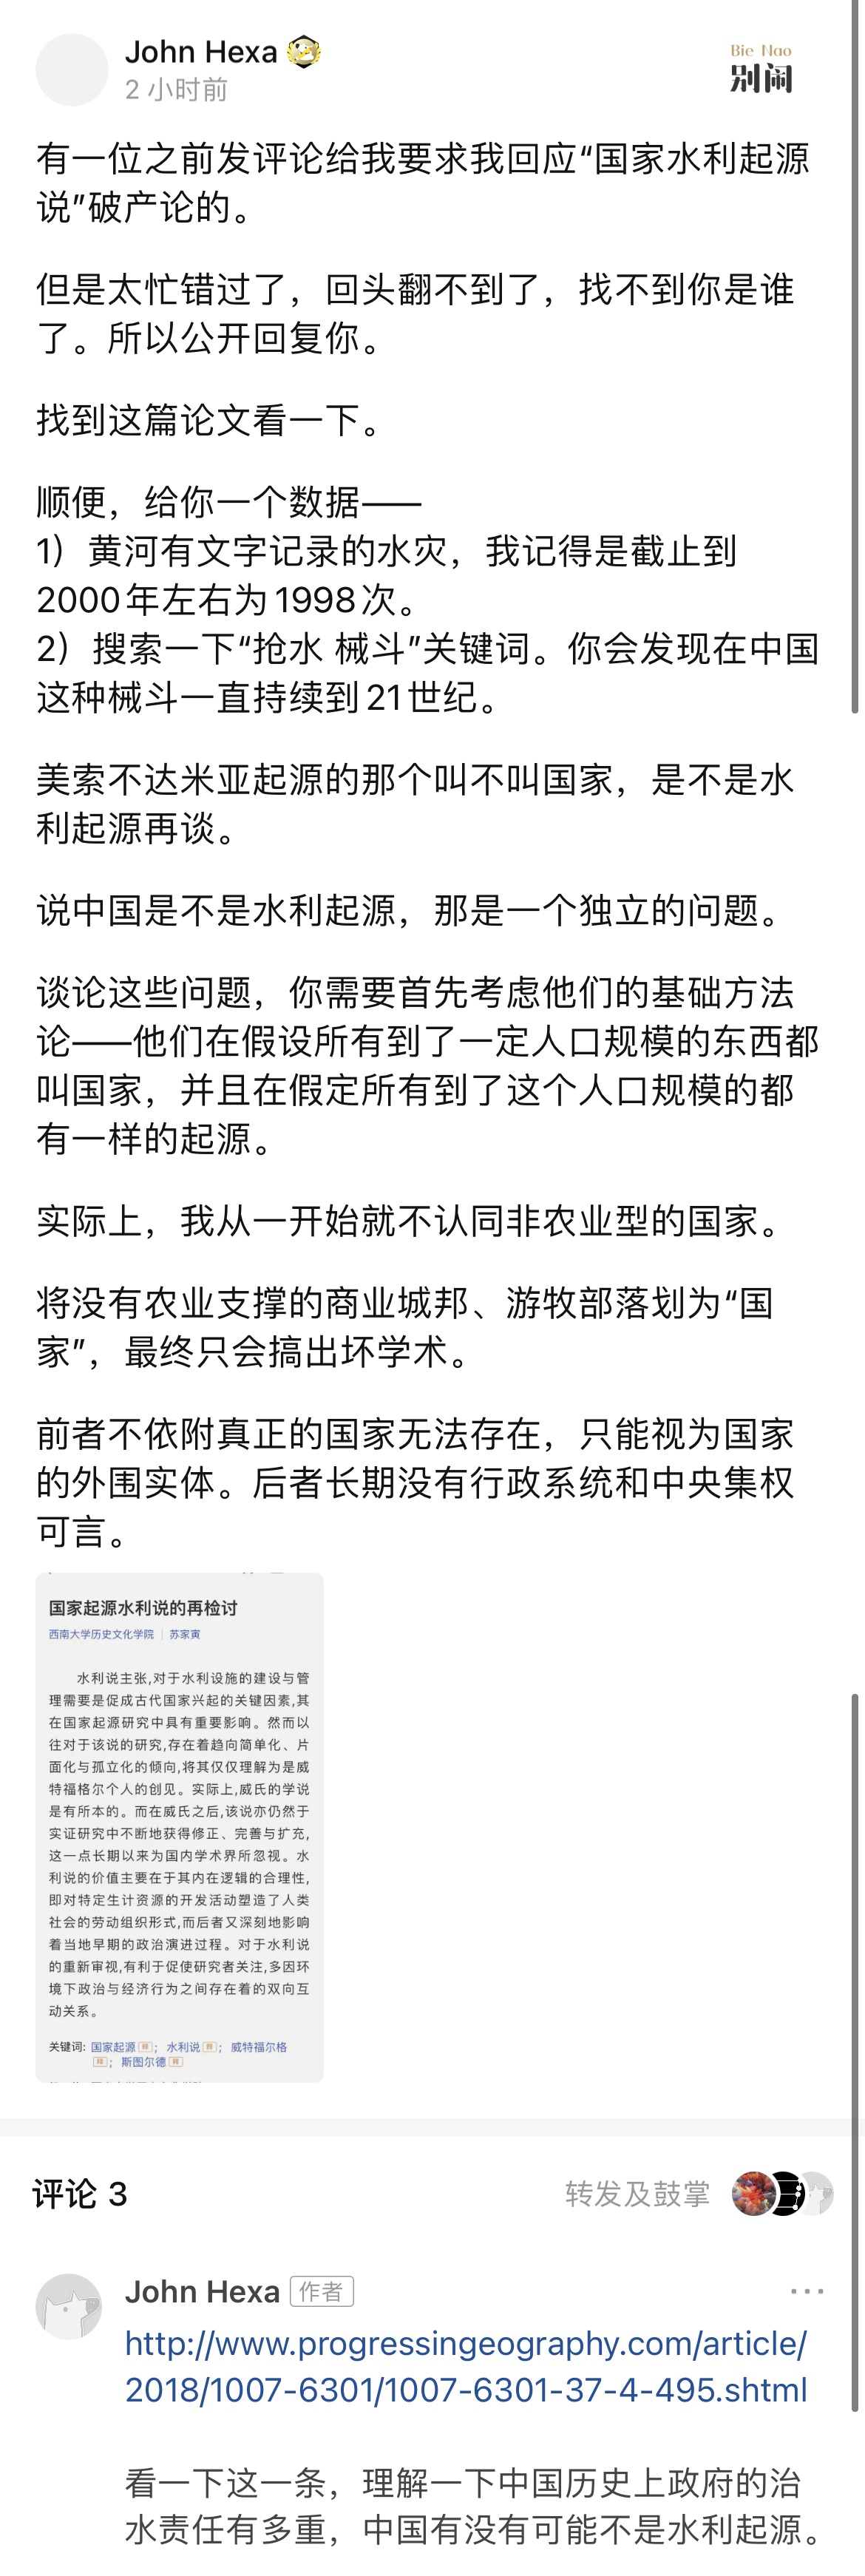 John Hexa
2 小时前
Bie Nao
别闹
有一位之前发评论给我要求我回应“国家水利起源
说”破产论的。
但是太忙错过了，回头翻不到了，找不到你是谁
了。所以公开回复你。
找到这篇论文看一下。
顺便，给你一个数据——
1）黄河有文字记录的水灾，我记得是截止到
2000年左右为1998次。
2）搜索一下“抢水 械斗”关键词。你会发现在中国
这种械斗一直持续到21世纪。
美索不达米亚起源的那个叫不叫国家，是不是水
利起源再谈。
说中国是不是水利起源，那是一个独立的问题。
谈论这些问题，你需要首先考虑他们的基础方法
论——他们在假设所有到了一定人口规模的东西都
叫国家，并且在假定所有到了这个人口规模的都
有一样的起源。
实际上，我从一开始就不认同非农业型的国家。
将没有农业支撑的商业城邦、游牧部落划为“国
家”，最终只会搞出坏学术。
前者不依附真正的国家无法存在，只能视为国家
的外围实体。后者长期没有行政系统和中央集权
可言。
国家起源水利说的再检讨
西南大学历史文化学院 苏家寅
水利说主张,对于水利设施的建设与管
理需要是促成古代国家兴起的关键因素,其
在国家起源研究中具有重要影响。然而以
往对于该说的研究,存在着趋向简单化、片
面化与孤立化的倾向,将其仅仅理解为是威
特福格尔个人的创见。实际上,威氏的学说
是有所本的。而在威氏之后,该说亦仍然于
实证研究中不断地获得修正、完善与扩充,
这一点长期以来为国内学术界所忽视。水
利说的价值主要在于其内在逻辑的合理性,
即对特定生计资源的开发活动塑造了人类
社会的劳动组织形式,而后者又深刻地影响
着当地早期的政治演进过程。对于水利说
的重新审视,有利于促使研究者关注,多因环
境下政治与经济行为之间存在着的双向互
动关系。
关键词: 国家起源； 水利说； 威特福尔格
； 斯图尔德
评论 3
转发及鼓掌
John Hexa 作者
http://www.progressingeography.com/article/
2018/1007-6301/1007-6301-37-4-495.shtml
看一下这一条，理解一下中国历史上政府的治
水责任有多重，中国有没有可能不是水利起源。